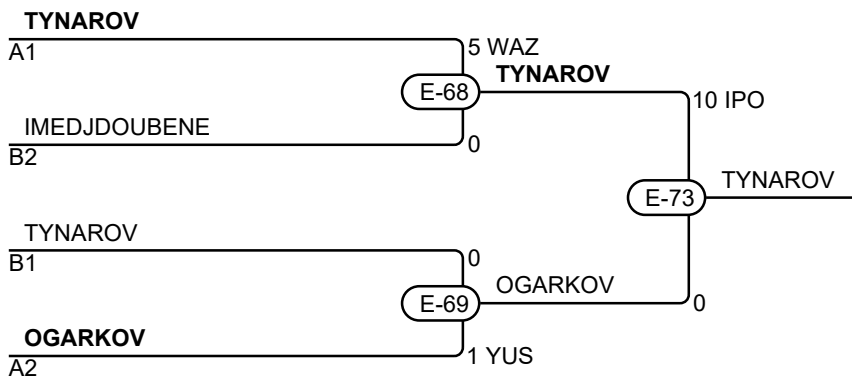 TYNAROV
A1
5 WAZ
TYNAROV
E-68
10 IPO
IMEDJDOUBENE
B2
0
E-73
TYNAROV
TYNAROV
B1
0
OGARKOV
E-69
0
OGARKOV
A2
1 YUS